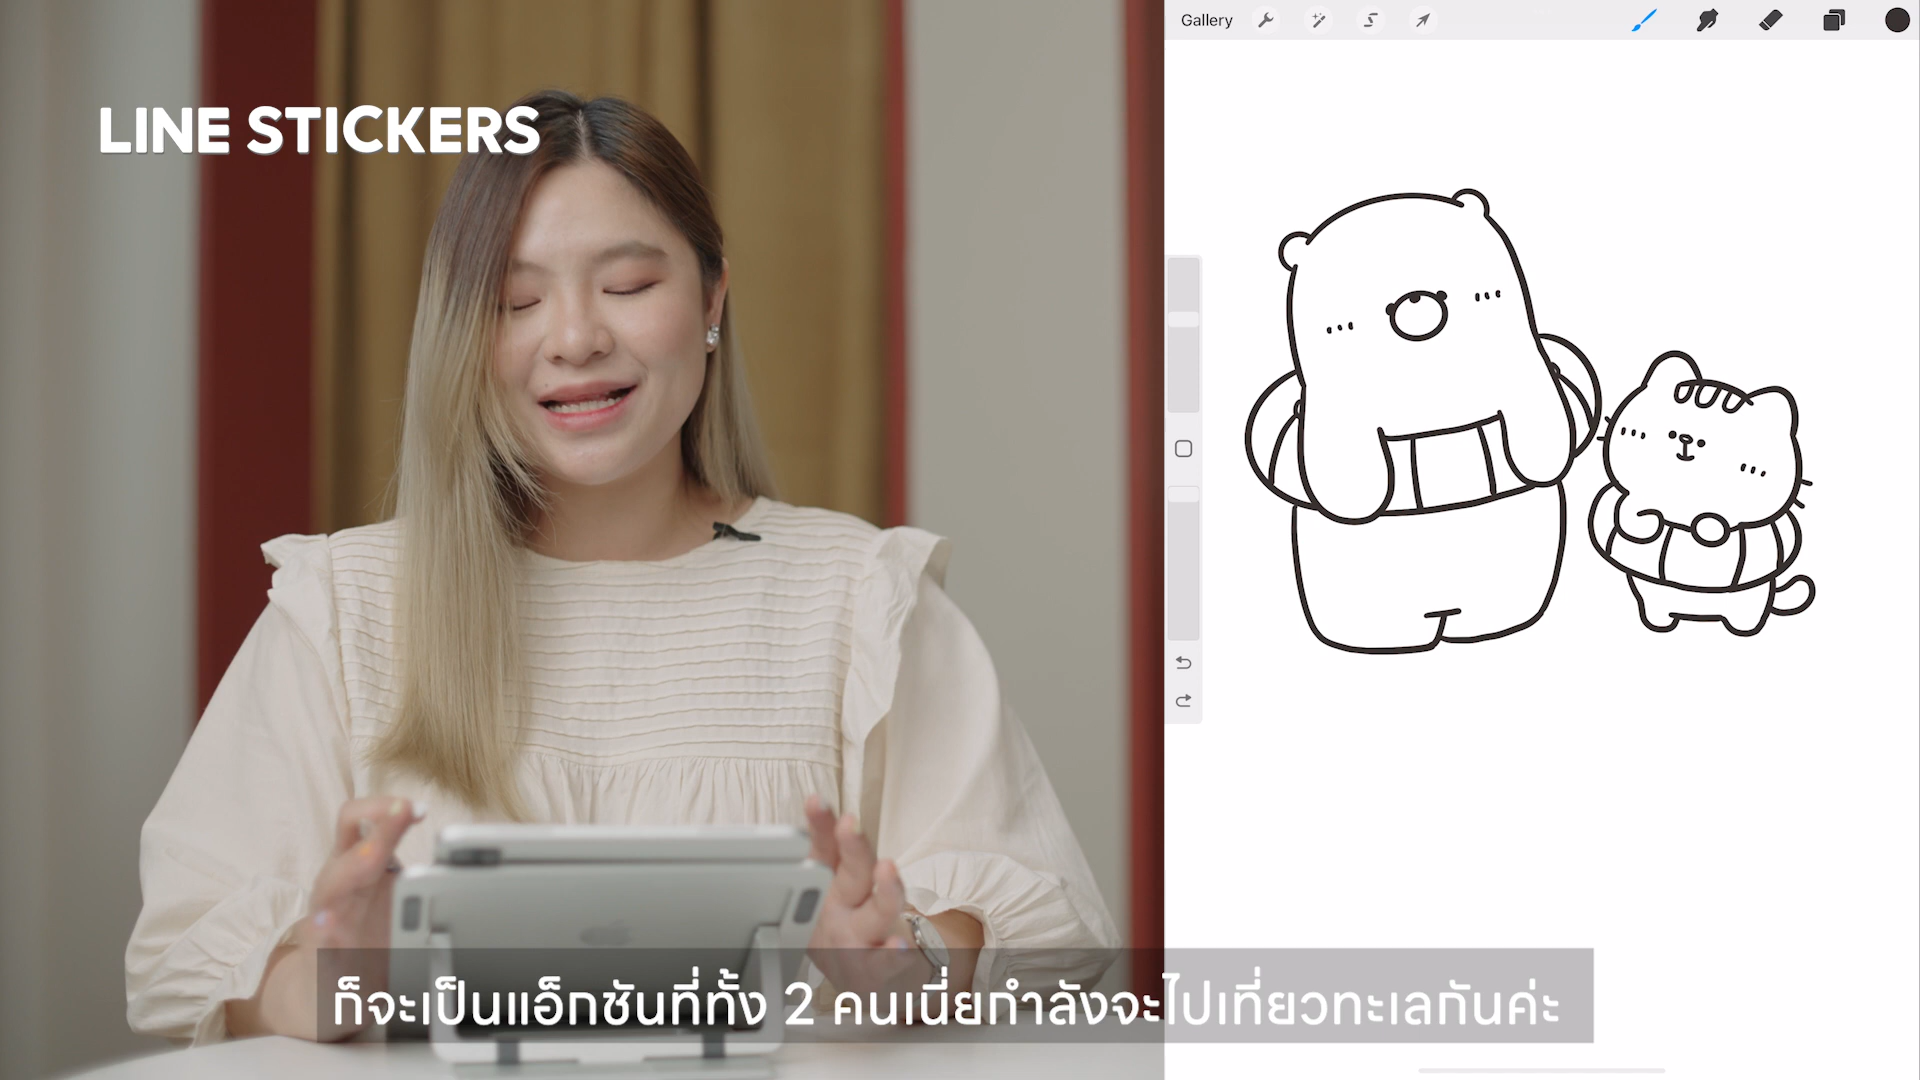 LINE STICKERS
Gallery
ก็จะเป็นแอ็กชันที่ทั้ง 2 คนเนี่ยกำลังจะไปเที่ยวทะเลกันค่ะ